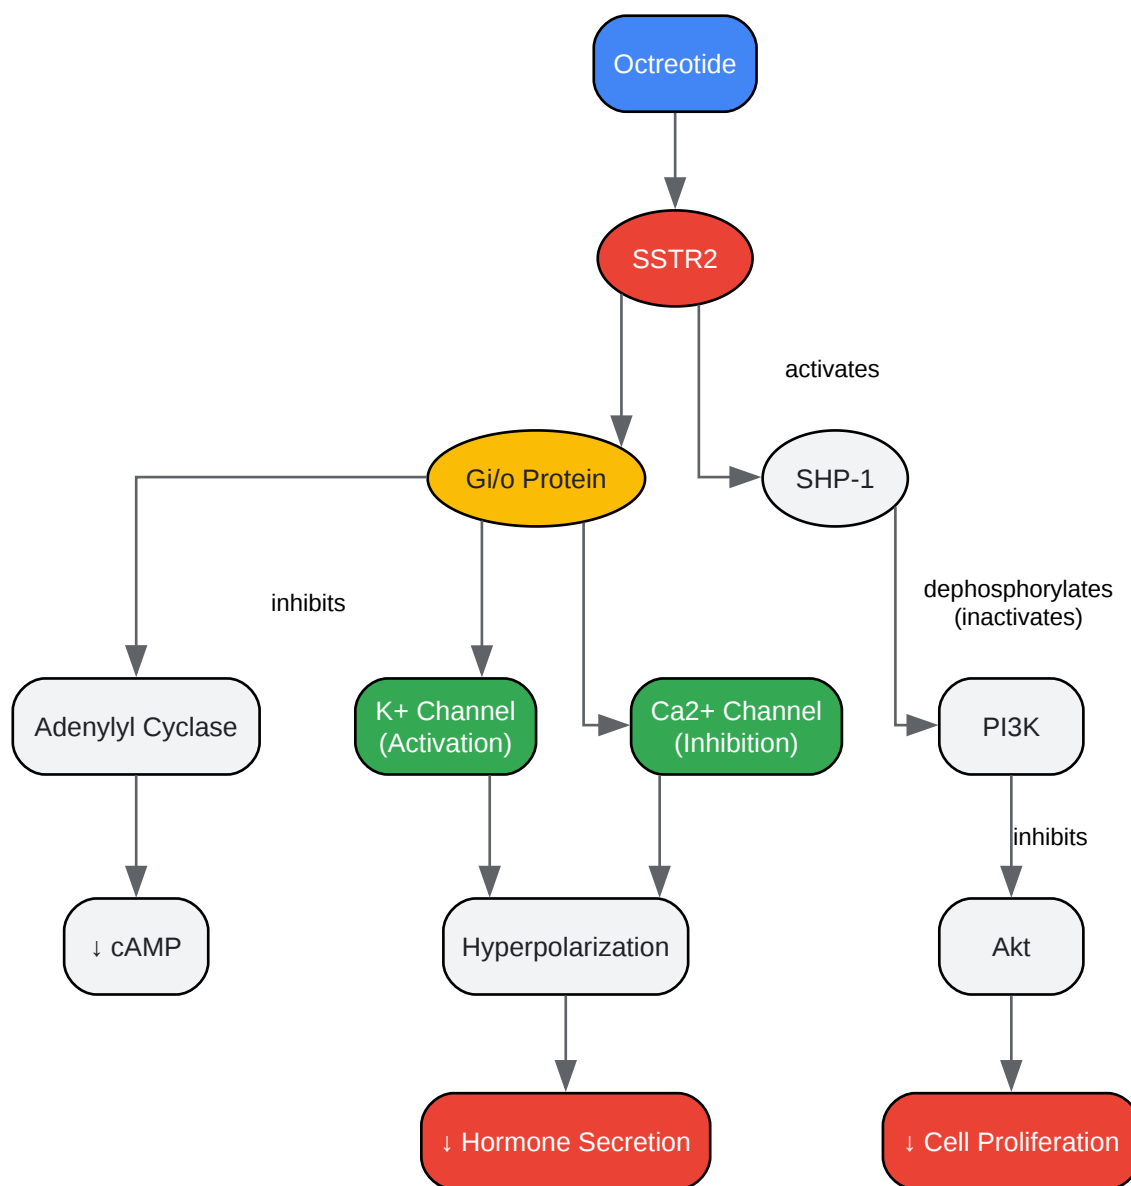 Octreotide
SSTR2
activates
Gi/o Protein
SHP-1
inhibits
dephosphorylates
(inactivates)
Adenylyl Cyclase
K+ Channel
(Activation)
Ca2+ Channel
(Inhibition)
PI3K
inhibits
↓ cAMP
Hyperpolarization
Akt
↓ Hormone Secretion
↓ Cell Proliferation